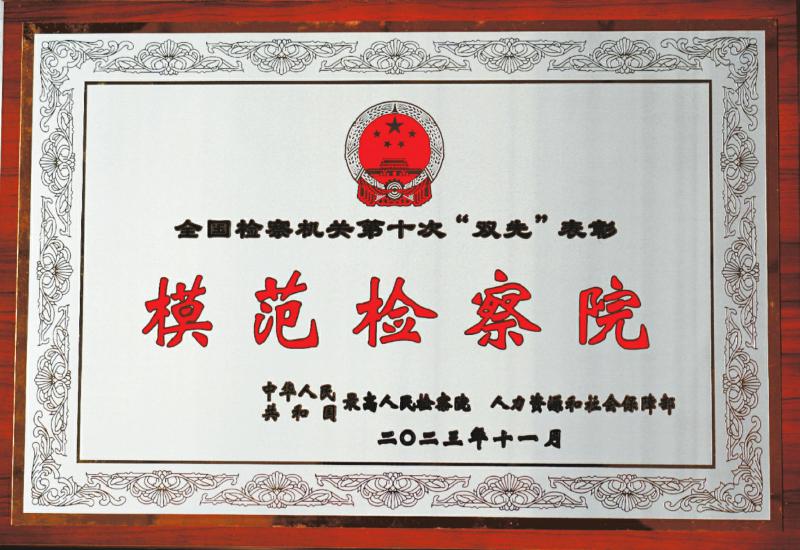 全国检察机关第十次“双先”表彰
模范检察院
中华人民
共和国
最高人民检察院 人力资源和社会保障部
二〇二三年十一月